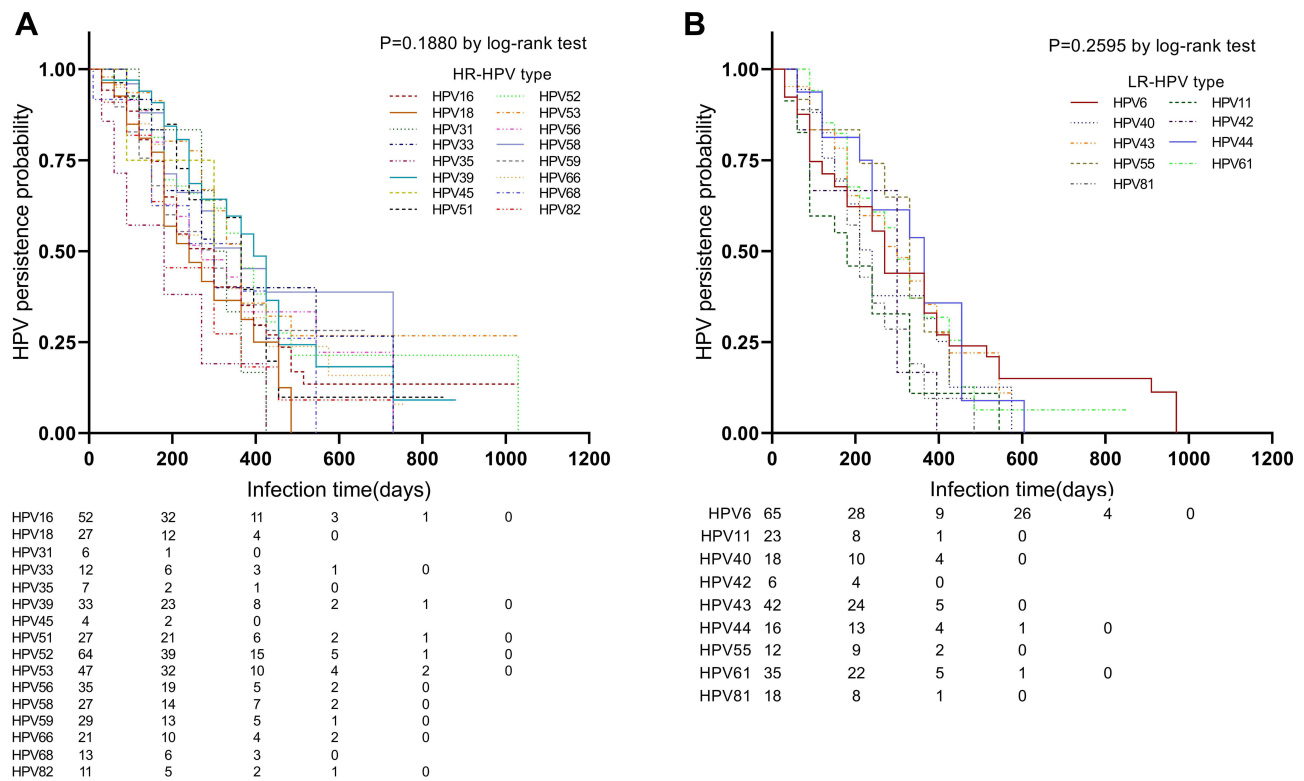 A
P=0.1880 by log-rank test
HR-HPV type
HPV16 HPV52
HPV18 HPV53
HPV31 HPV56
HPV33 HPV58
HPV35 HPV59
HPV39 HPV66
HPV45 HPV68
HPV51 HPV82
HPV persistence probability
1.00
0.75
0.50
0.25
0.00
0 200 400 600 800 1000 1200
Infection time(days)
HPV16 52 32 11 3 1 0
HPV18 27 12 4 0
HPV31 6 1 0
HPV33 12 6 3 1 0
HPV35 7 2 1 0
HPV39 33 23 8 2 1 0
HPV45 4 2 0
HPV51 27 21 6 2 1 0
HPV52 64 39 15 5 1 0
HPV53 47 32 10 4 2 0
HPV56 35 19 5 2 0
HPV58 27 14 7 2 0
HPV59 29 13 5 1 0
HPV66 21 10 4 2 0
HPV68 13 6 3 0
HPV82 11 5 2 1 0
B
P=0.2595 by log-rank test
LR-HPV type
HPV6 HPV11
HPV40 HPV42
HPV43 HPV44
HPV55 HPV61
HPV81
HPV persistence probability
1.00
0.75
0.50
0.25
0.00
0 200 400 600 800 1000 1200
Infection time(days)
HPV6 65 28 9 26 4 0
HPV11 23 8 1 0
HPV40 18 10 4 0
HPV42 6 4 0
HPV43 42 24 5 0
HPV44 16 13 4 1 0
HPV55 12 9 2 0
HPV61 35 22 5 1 0
HPV81 18 8 1 0